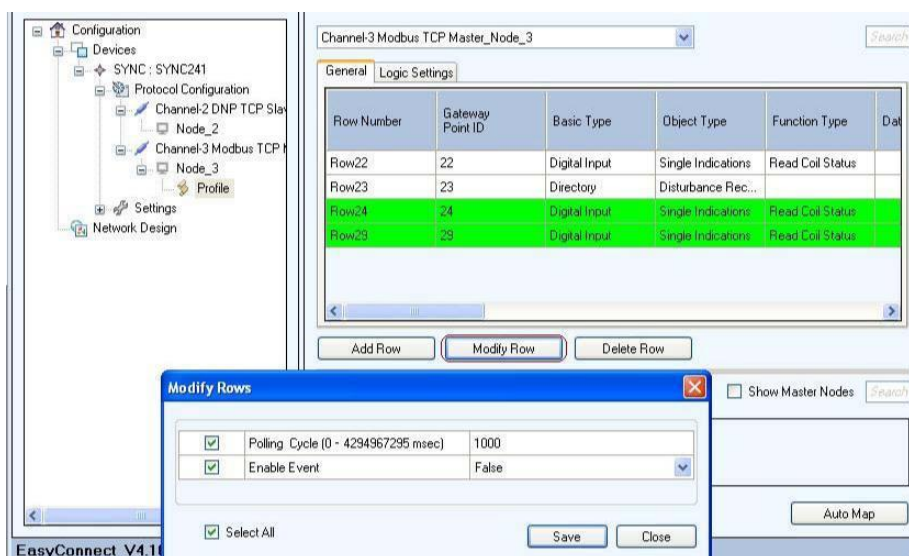 Configuration
Devices
SYNC : SYNC241
Protocol Configuration
Channel-2 DNP TCP Slav
Node_2
Channel-3 Modbus TCP M
Node_3
Profile
Settings
Network Design
Channel-3 Modbus TCP Master_Node_3
Search
General Logic Settings
Row Number Gateway Point ID Basic Type Object Type Function Type Dat
Row22 22 Digital Input Single Indications Read Coil Status
Row23 23 Directory Disturbance Rec...
Row24 24 Digital Input Single Indications Read Coil Status
Row29 29 Digital Input Single Indications Read Coil Status
Add Row Modify Row Delete Row
Show Master Nodes Search
Modify Rows
Polling Cycle (0 - 4294967295 msec) 1000
Enable Event False
Select All Save Close
Auto Map
EasyConnect V4.1